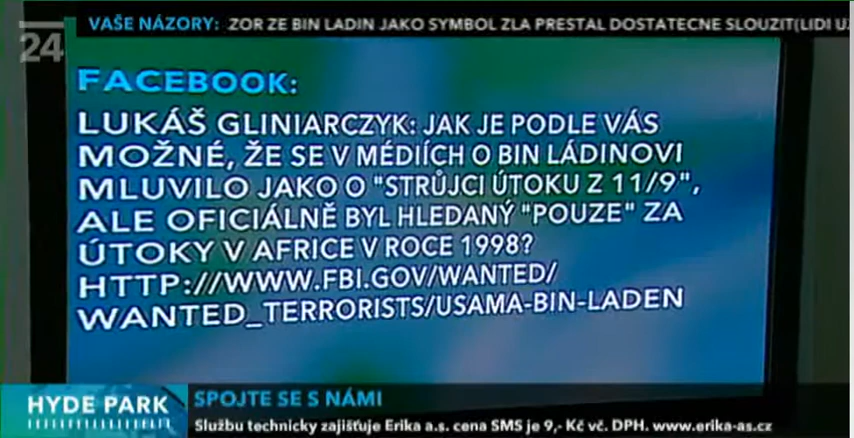 VAŠE NÁZORY: ZOR ZE BIN LADIN JAKO SYMBOL ZLA PRESTAL DOSTATECNE SLOUZIT(LIDI U
24
FACEBOOK:
LUKÁŠ GLINIARCZYK: JAK JE PODLE VÁS
MOŽNÉ, ŽE SE V MÉDIÍCH O BIN LÁDINOVI
MLUVILO JAKO O "STRŮJCI ÚTOKU Z 11/9",
ALE OFICIÁLNĚ BYL HLEDANÝ "POUZE" ZA
ÚTOKY V AFRICE V ROCE 1998?
HTTP://WWW.FBI.GOV/WANTED/
WANTED_TERRORISTS/USAMA-BIN-LADEN
HYDE PARK
SPOJTE SE S NÁMI
Službu technicky zajišťuje Erika a.s. cena SMS je 9,- Kč vč. DPH. www.erika-as.cz